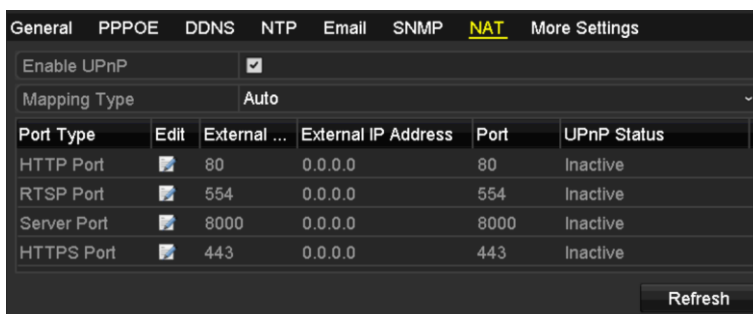 General PPPOE DDNS NTP Email SNMP NAT More Settings
Enable UPnP
Mapping Type Auto
Port Type Edit External ... External IP Address Port UPnP Status
HTTP Port 80 0.0.0.0 80 Inactive
RTSP Port 554 0.0.0.0 554 Inactive
Server Port 8000 0.0.0.0 8000 Inactive
HTTPS Port 443 0.0.0.0 443 Inactive
Refresh